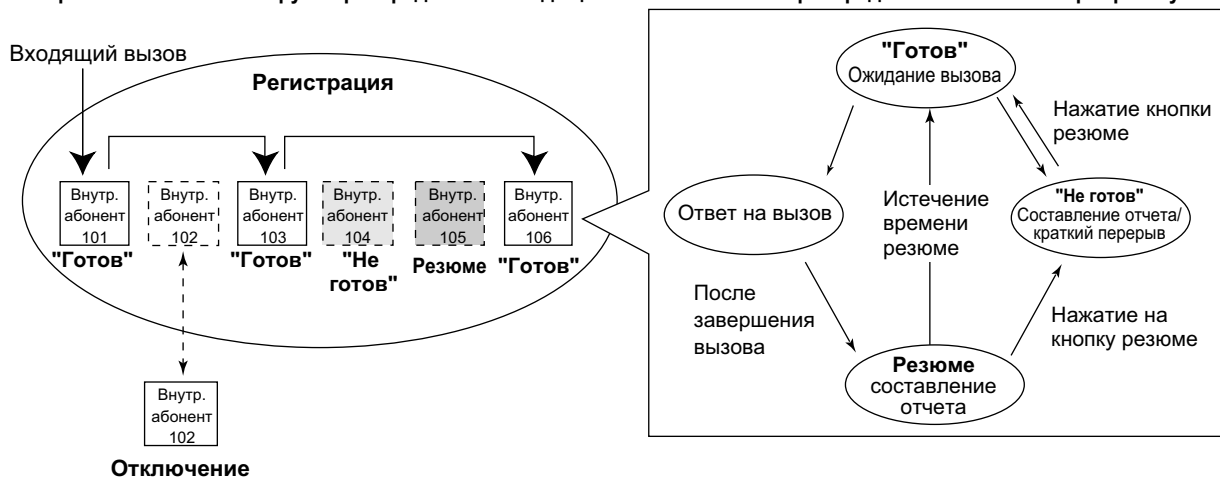 Входящий вызов
Регистрация
Внутр.
абонент
101
"Готов"
Внутр.
абонент
102
Внутр.
абонент
103
"Готов"
Внутр.
абонент
104
"Не
готов"
Внутр.
абонент
105
Резюме
Внутр.
абонент
106
"Готов"
Внутр.
абонент
102
Отключение
"Готов"
Ожидание вызова
Нажатие кнопки
резюме
Ответ на вызов
Истечение
времени
резюме
"Не готов"
Составление отчета/
краткий перерыв
После
завершения
вызова
Нажатие на
кнопку резюме
Резюме
составление
отчета